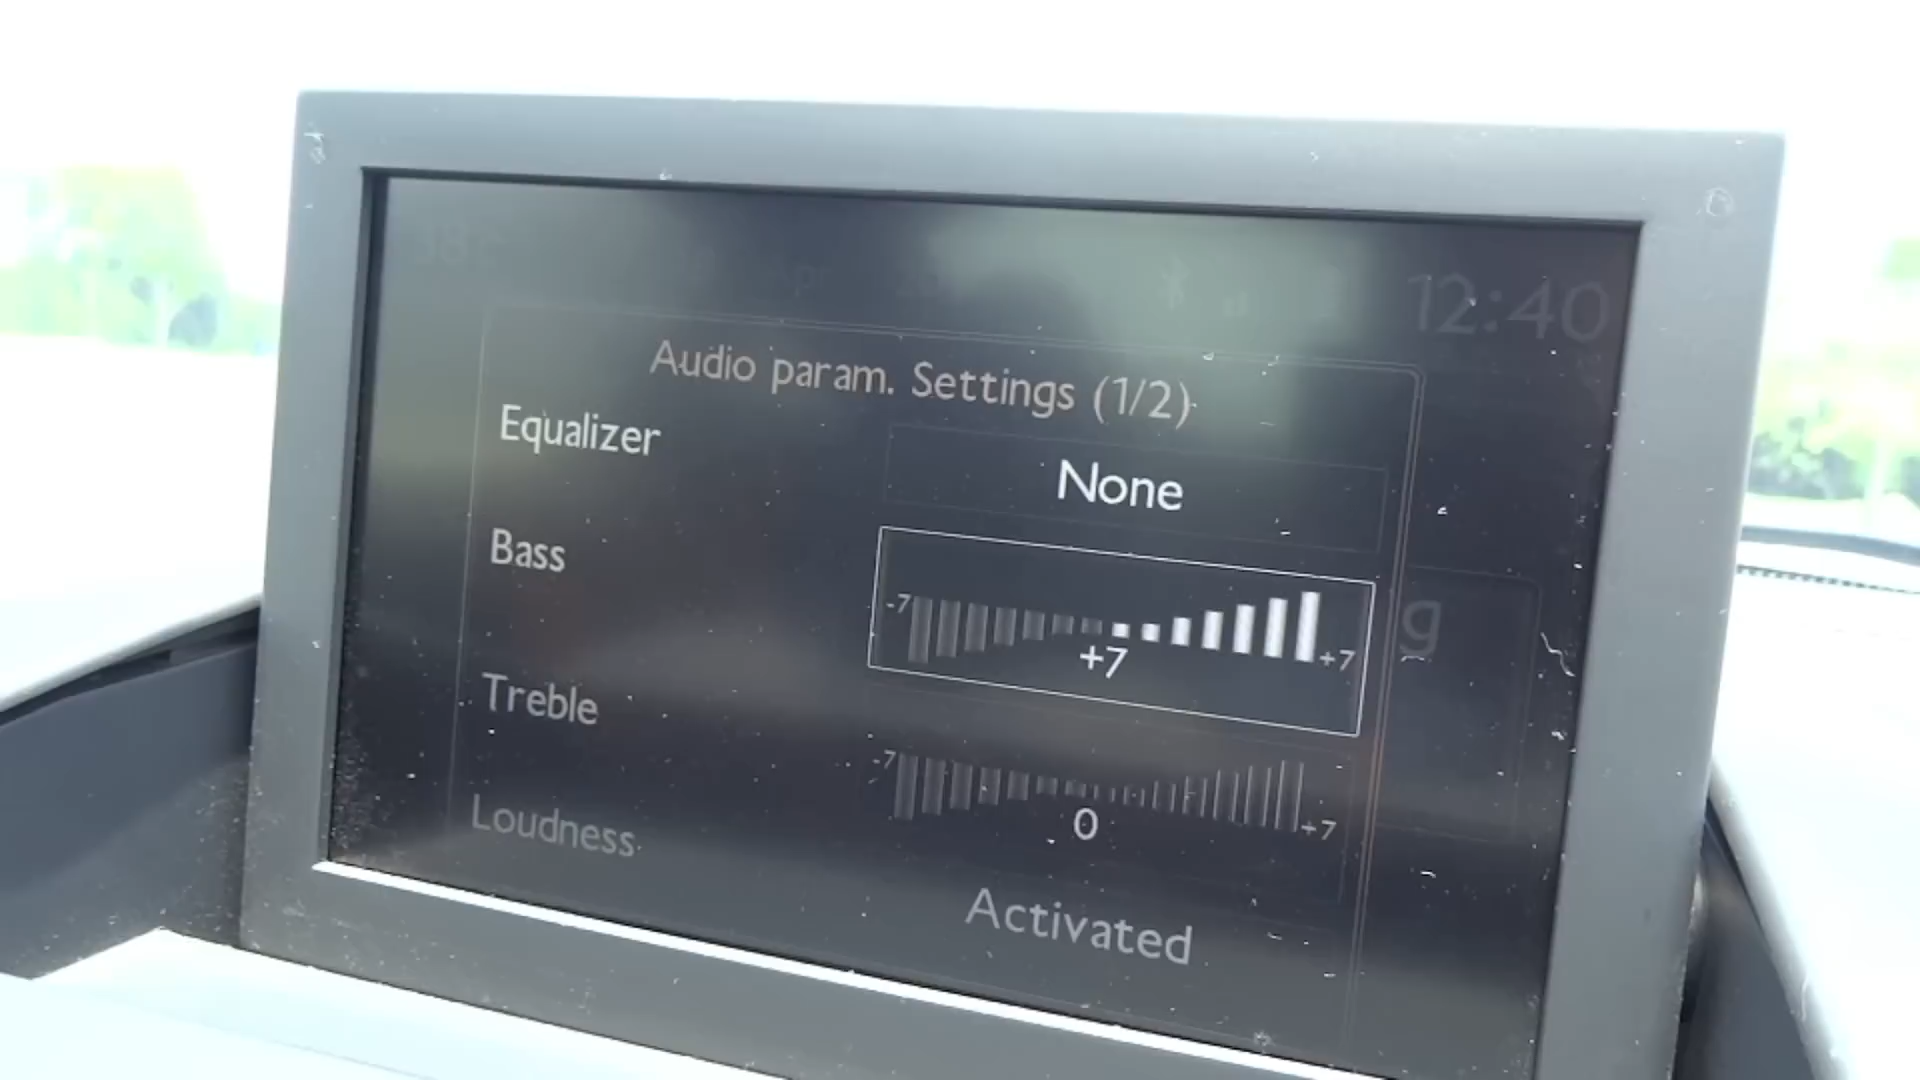 12:40
Audio param. Settings (1/2)
Equalizer
None
Bass
-7
+7
+7
Treble
-7
0
+7
Loudness
Activated